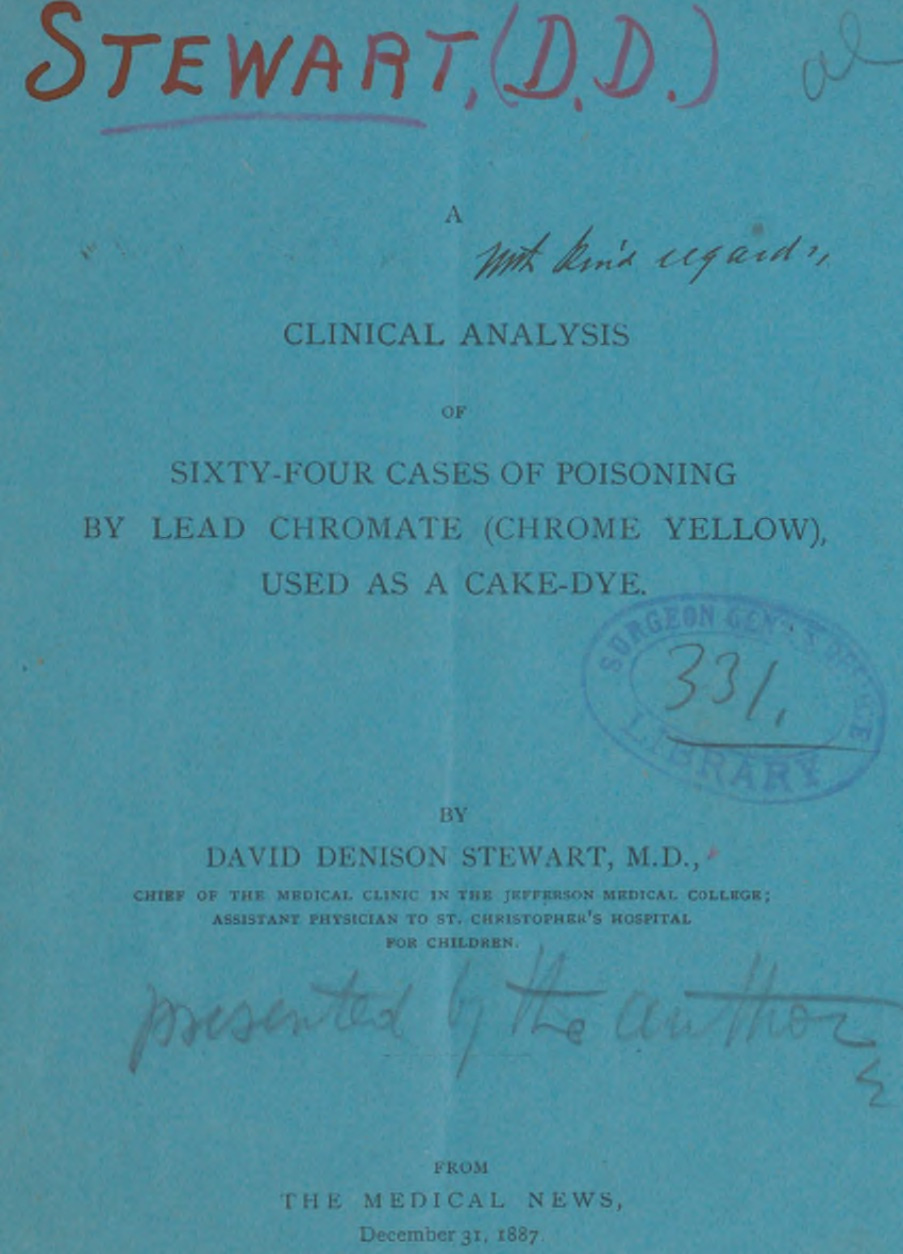 STEWART, (D.D.)
A
With kind regards,
CLINICAL ANALYSIS
OF
SIXTY-FOUR CASES OF POISONING
BY LEAD CHROMATE (CHROME YELLOW),
USED AS A CAKE-DYE.
SURGEON GEN'L'S OFFICE
331.
LIBRARY
BY
DAVID DENISON STEWART, M.D.,
CHIEF OF THE MEDICAL CLINIC IN THE JEFFERSON MEDICAL COLLEGE;
ASSISTANT PHYSICIAN TO ST. CHRISTOPHER'S HOSPITAL
FOR CHILDREN.
presented by the author
FROM
THE MEDICAL NEWS,
December 31, 1887.